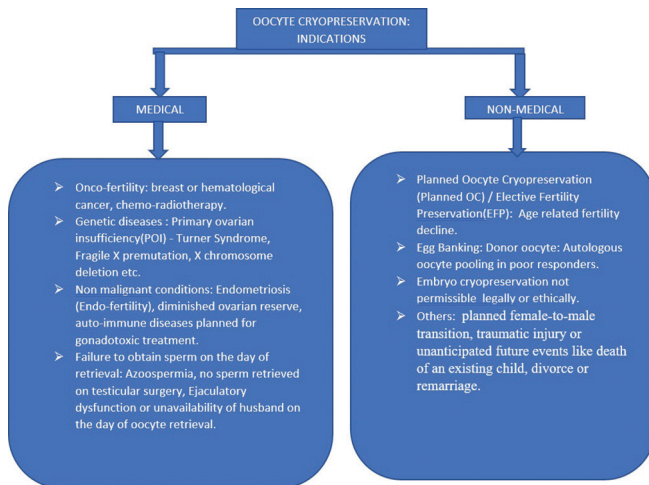 OOCYTE CRYOPRESERVATION:
INDICATIONS
MEDICAL
NON-MEDICAL
➢ Onco-fertility: breast or hematological
cancer, chemo-radiotherapy.
➢ Genetic diseases : Primary ovarian
insufficiency(POI) - Turner Syndrome,
Fragile X premutation, X chromosome
deletion etc.
➢ Non malignant conditions: Endometriosis
(Endo-fertility), diminished ovarian reserve,
auto-immune diseases planned for
gonadotoxic treatment.
➢ Failure to obtain sperm on the day of
retrieval: Azoospermia, no sperm retrieved
on testicular surgery, Ejaculatory
dysfunction or unavailability of husband on
the day of oocyte retrieval.
➢ Planned Oocyte Cryopreservation
(Planned OC) / Elective Fertility
Preservation(EFP): Age related fertility
decline.
➢ Egg Banking: Donor oocyte: Autologous
oocyte pooling in poor responders.
➢ Embryo cryopreservation not
permissible legally or ethically.
➢ Others: planned female-to-male
transition, traumatic injury or
unanticipated future events like death
of an existing child, divorce or
remarriage.